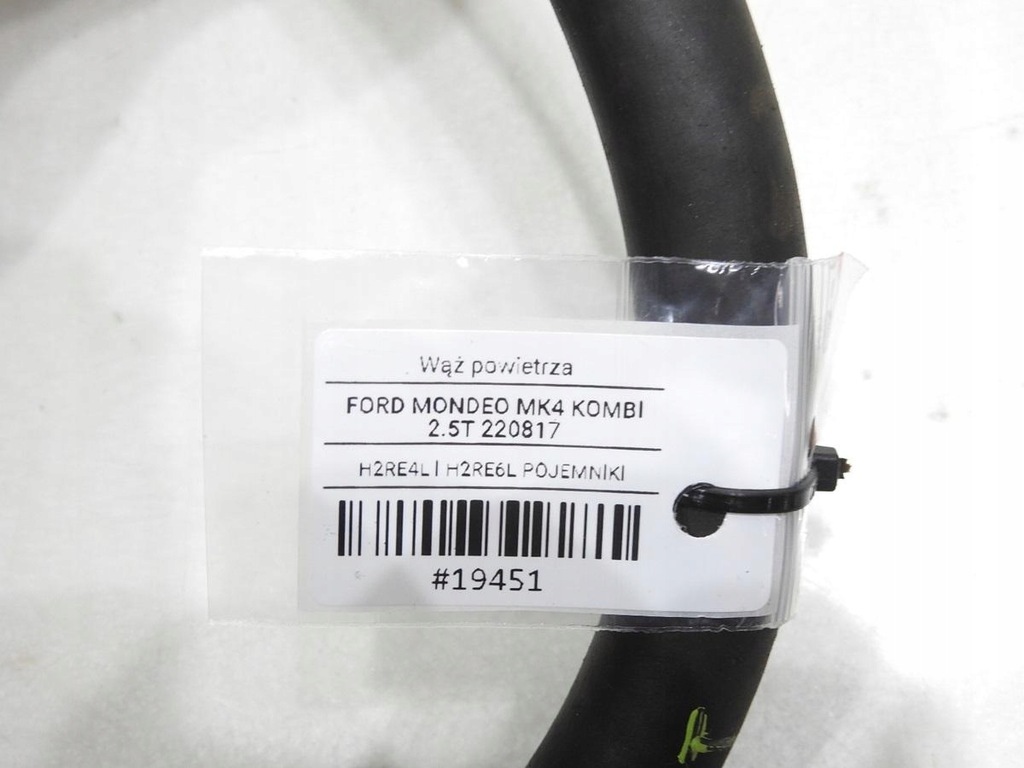 Wąż powietrza
FORD MONDEO MK4 KOMBI
2.5T 220817
H2RE4L I H2RE6L POJEMNIKI
#19451